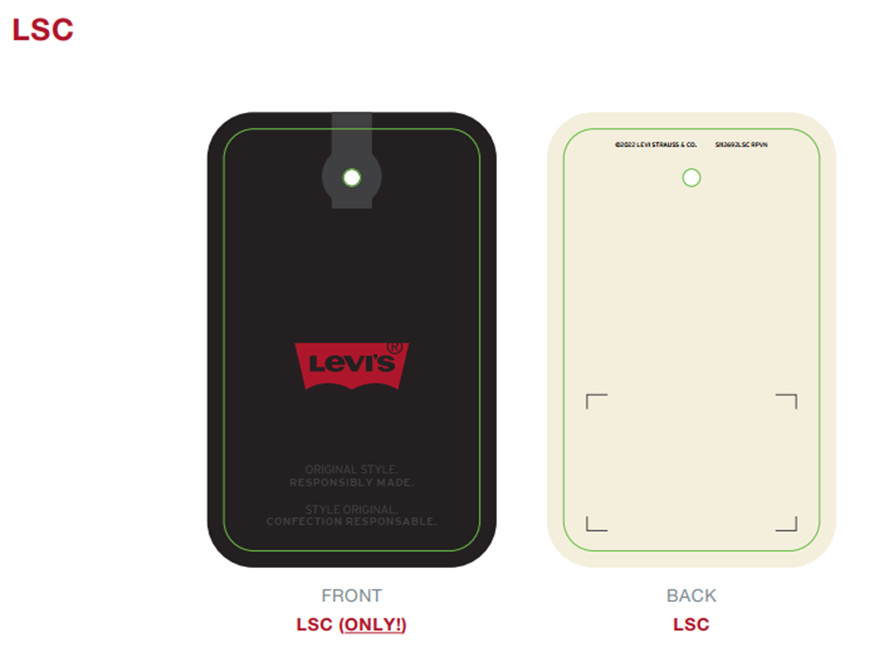 LSC
©2022 LEVI STRAUSS & CO. SM3692LSC RPVN
LEVI'S®
ORIGINAL STYLE.
RESPONSIBLY MADE.
STYLE ORIGINAL.
CONFECTION RESPONSABLE.
FRONT
BACK
LSC (ONLY!)
LSC